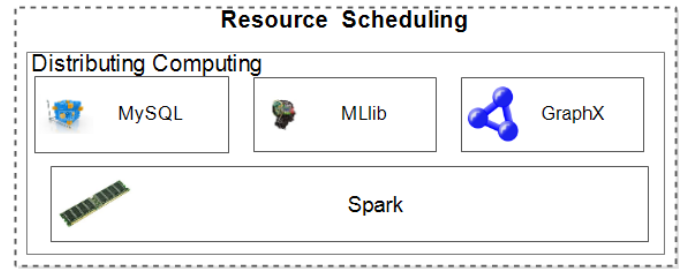 Resource Scheduling
Distributing Computing
MySQL
MLlib
GraphX
Spark